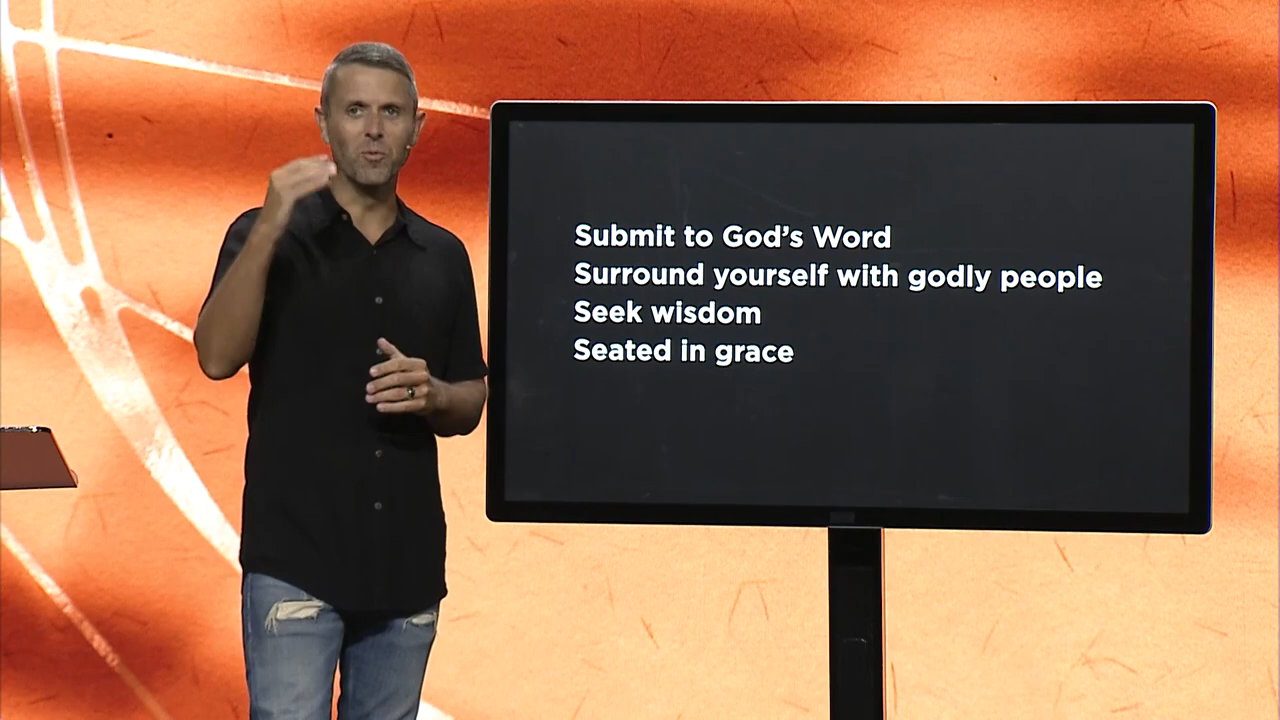 Submit to God’s Word
Surround yourself with godly people
Seek wisdom
Seated in grace